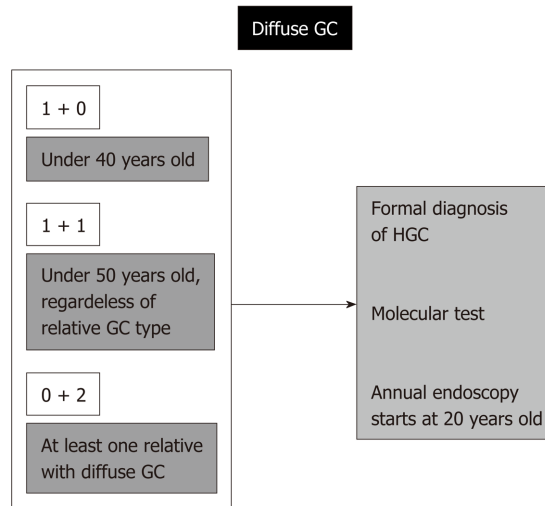 Diffuse GC
1 + 0
Under 40 years old
1 + 1
Under 50 years old,
regardeless of
relative GC type
0 + 2
At least one relative
with diffuse GC
Formal diagnosis
of HGC
Molecular test
Annual endoscopy
starts at 20 years old